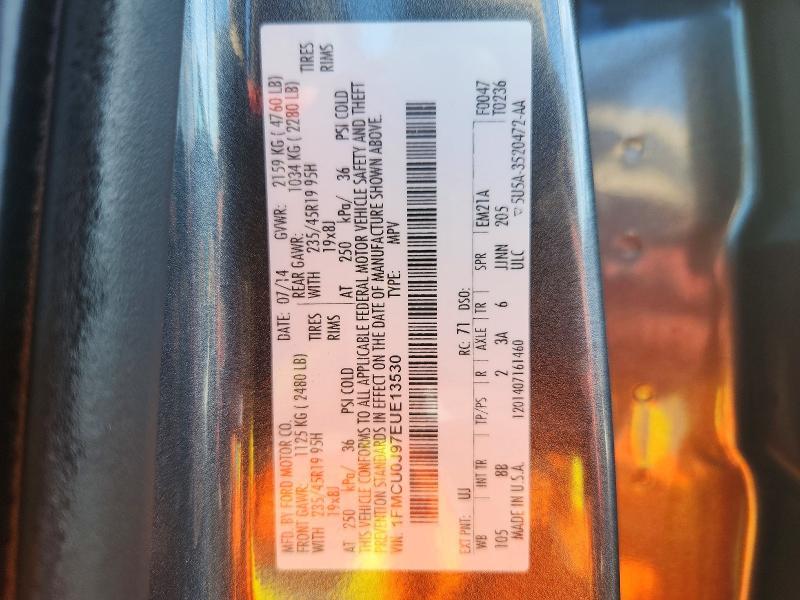 MFD. BY FORD MOTOR CO. DATE: 07/14 GVWR: 2159 KG ( 4760 LB)
FRONT GAWR: 1125 KG ( 2480 LB) REAR GAWR: 1034 KG ( 2280 LB)
WITH 235/45R19 95H TIRES WITH 235/45R19 95H TIRES
19x8J RIMS 19x8J RIMS
AT 250 kPa/ 36 PSI COLD AT 250 kPa/ 36 PSI COLD
THIS VEHICLE CONFORMS TO ALL APPLICABLE FEDERAL MOTOR VEHICLE SAFETY AND THEFT
PREVENTION STANDARDS IN EFFECT ON THE DATE OF MANUFACTURE SHOWN ABOVE.
VIN: 1FMCU0J97EUE13530 TYPE: MPV
EXT PNT: UJ RC: 71 DSO:
WB INT TR TP/PS R AXLE TR SPR EM21A F0047
105 8B 2 3A 6 JJNN 205 T0236
MADE IN U.S.A. 1201407161460 ULC ▽5U5A-3520472-AA